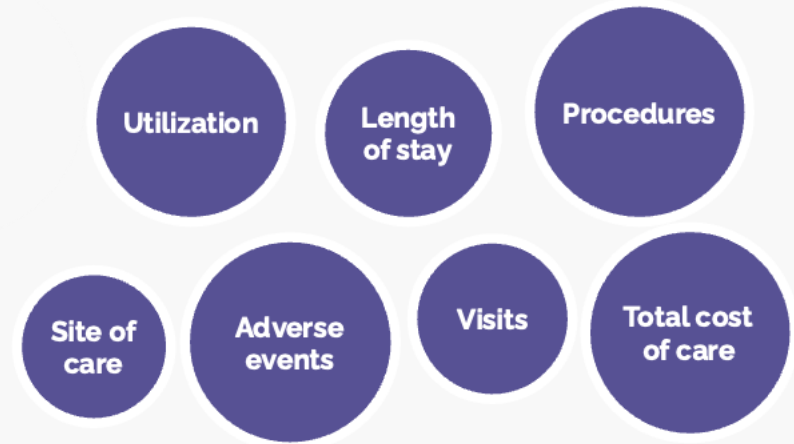 Utilization
Length
of stay
Procedures
Site of
care
Adverse
events
Visits
Total cost
of care